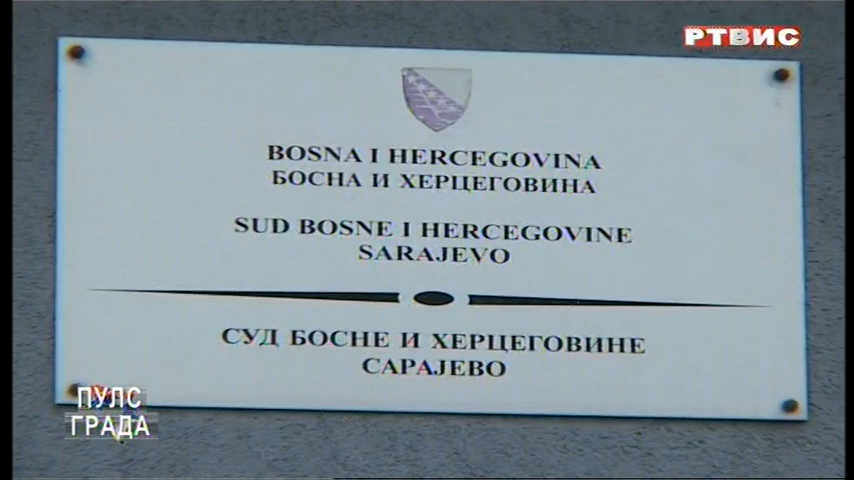 РТВИС
BOSNA I HERCEGOVINA
БОСНА И ХЕРЦЕГОВИНА
SUD BOSNE I HERCEGOVINE
SARAJEVO
СУД БОСНЕ И ХЕРЦЕГОВИНЕ
САРАЈЕВО
ПУЛС
ГРАДА